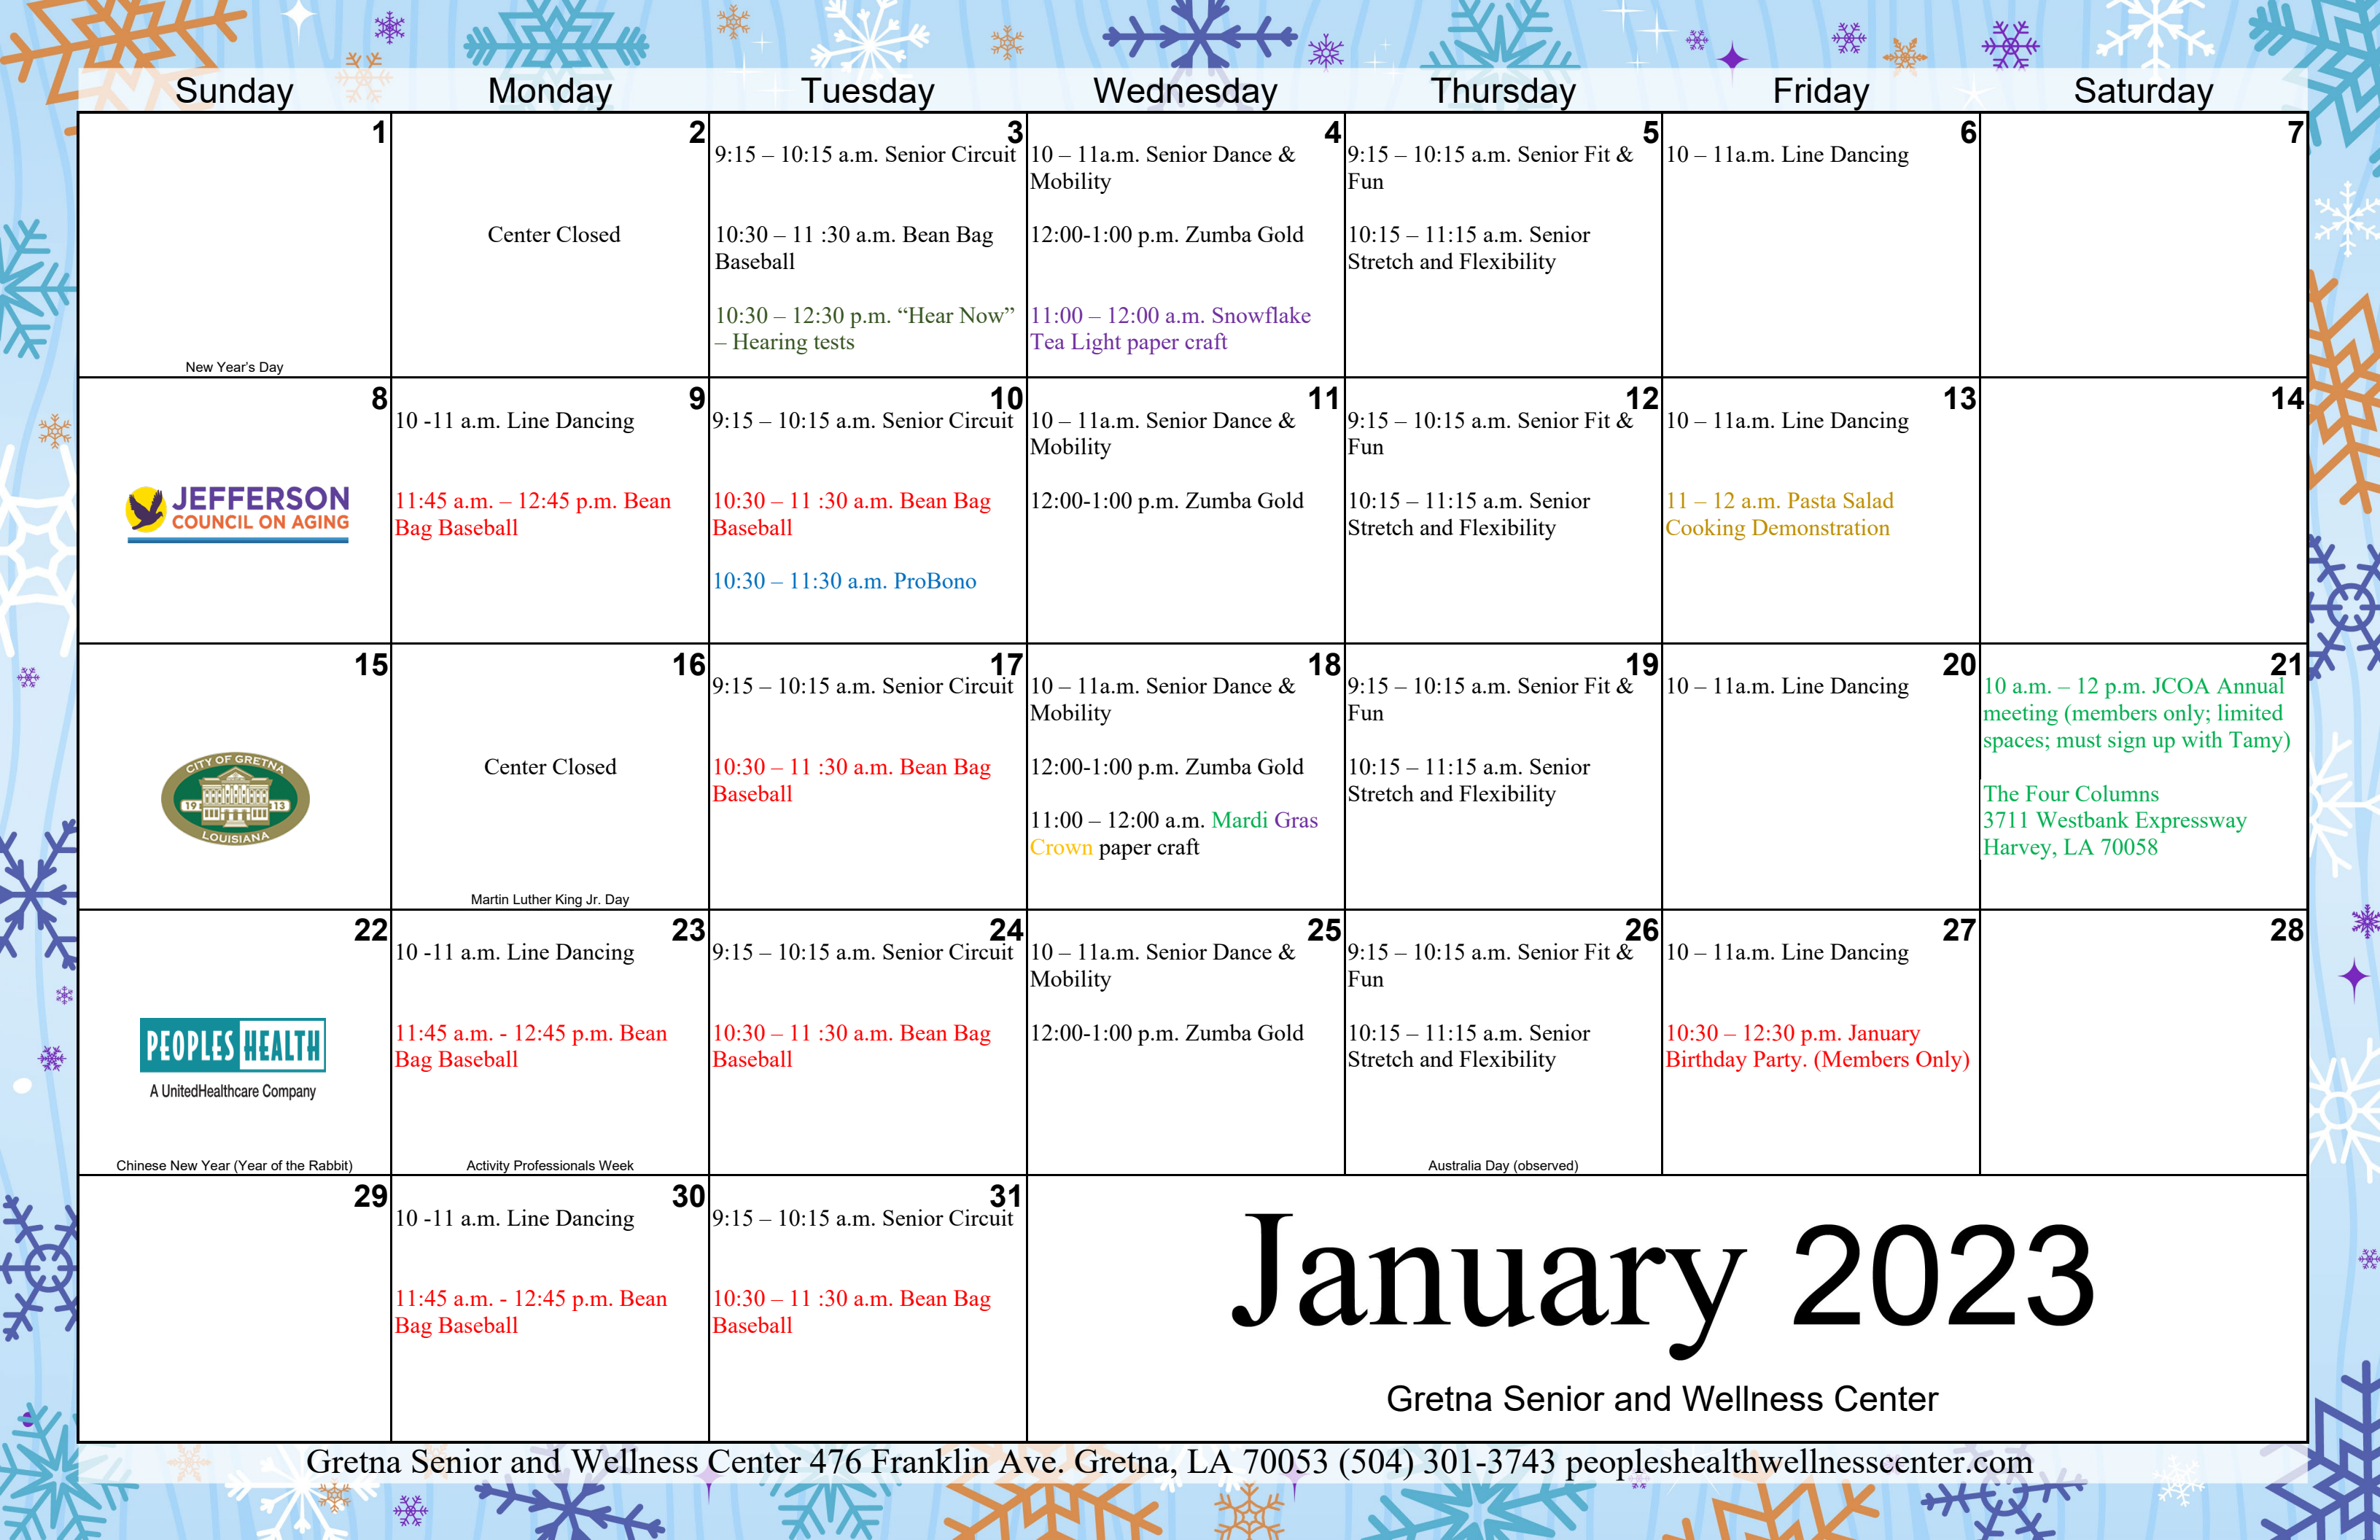 Sunday Monday Tuesday Wednesday Thursday Friday Saturday
1
New Year's Day
2
Center Closed
3
9:15 – 10:15 a.m. Senior Circuit
10:30 – 11 :30 a.m. Bean Bag
Baseball
10:30 – 12:30 p.m. “Hear Now”
– Hearing tests
4
10 – 11a.m. Senior Dance &
Mobility
12:00-1:00 p.m. Zumba Gold
11:00 – 12:00 a.m. Snowflake
Tea Light paper craft
5
9:15 – 10:15 a.m. Senior Fit &
Fun
10:15 – 11:15 a.m. Senior
Stretch and Flexibility
6
10 – 11a.m. Line Dancing
7
8
JEFFERSON
COUNCIL ON AGING
9
10 -11 a.m. Line Dancing
11:45 a.m. – 12:45 p.m. Bean
Bag Baseball
10
9:15 – 10:15 a.m. Senior Circuit
10:30 – 11 :30 a.m. Bean Bag
Baseball
10:30 – 11:30 a.m. ProBono
11
10 – 11a.m. Senior Dance &
Mobility
12:00-1:00 p.m. Zumba Gold
12
9:15 – 10:15 a.m. Senior Fit &
Fun
10:15 – 11:15 a.m. Senior
Stretch and Flexibility
13
10 – 11a.m. Line Dancing
11 – 12 a.m. Pasta Salad
Cooking Demonstration
14
15
CITY OF GRETNA
19 13
LOUISIANA
16
Center Closed
Martin Luther King Jr. Day
17
9:15 – 10:15 a.m. Senior Circuit
10:30 – 11 :30 a.m. Bean Bag
Baseball
18
10 – 11a.m. Senior Dance &
Mobility
12:00-1:00 p.m. Zumba Gold
11:00 – 12:00 a.m. Mardi Gras
Crown paper craft
19
9:15 – 10:15 a.m. Senior Fit &
Fun
10:15 – 11:15 a.m. Senior
Stretch and Flexibility
20
10 – 11a.m. Line Dancing
21
10 a.m. – 12 p.m. JCOA Annual
meeting (members only; limited
spaces; must sign up with Tamy)
The Four Columns
3711 Westbank Expressway
Harvey, LA 70058
22
PEOPLES HEALTH
A UnitedHealthcare Company
Chinese New Year (Year of the Rabbit)
23
10 -11 a.m. Line Dancing
11:45 a.m. - 12:45 p.m. Bean
Bag Baseball
Activity Professionals Week
24
9:15 – 10:15 a.m. Senior Circuit
10:30 – 11 :30 a.m. Bean Bag
Baseball
25
10 – 11a.m. Senior Dance &
Mobility
12:00-1:00 p.m. Zumba Gold
26
9:15 – 10:15 a.m. Senior Fit &
Fun
10:15 – 11:15 a.m. Senior
Stretch and Flexibility
Australia Day (observed)
27
10 – 11a.m. Line Dancing
10:30 – 12:30 p.m. January
Birthday Party. (Members Only)
28
29
30
10 -11 a.m. Line Dancing
11:45 a.m. - 12:45 p.m. Bean
Bag Baseball
31
9:15 – 10:15 a.m. Senior Circuit
10:30 – 11 :30 a.m. Bean Bag
Baseball
January 2023
Gretna Senior and Wellness Center
Gretna Senior and Wellness Center 476 Franklin Ave. Gretna, LA 70053 (504) 301-3743 peopleshealthwellnesscenter.com